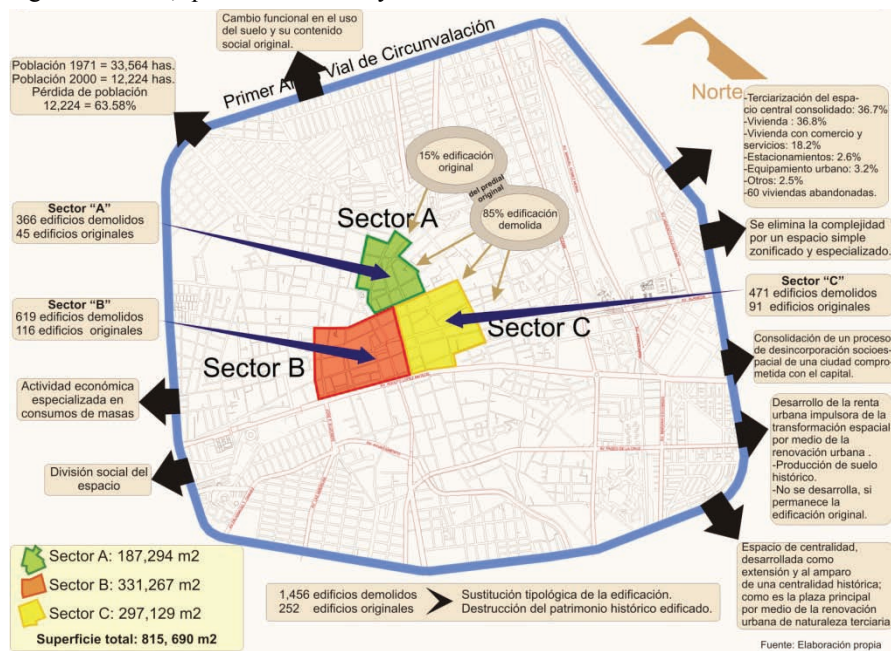 Cambio funcional en el uso
del suelo y su contenido
social original.
Primer Anillo Vial de Circunvalación
Norte
Población 1971 = 33,564 has.
Población 2000 = 12,224 has.
Pérdida de población
12,224 = 63.58%
-Terciarización del espa-
cio central consolidado: 36.7%
-Vivienda : 36.8%
-Vivienda con comercio y
servicios: 18.2%
-Estacionamientos: 2.6%
-Equipamiento urbano: 3.2%
-Otros: 2.5%
-60 viviendas abandonadas.
15% edificación
original
del predial
original
85% edificación
demolida
Sector "A"
366 edificios demolidos
45 edificios originales
Sector A
Se elimina la complejidad
por un espacio simple
zonificado y especializado.
Sector "B"
619 edificios demolidos
116 edificios originales
Sector "C"
471 edificios demolidos
91 edificios originales
Sector B
Sector C
Consolidación de un proceso
de desincorporación socioes-
pacial de una ciudad compro-
metida con el capital.
Actividad económica
especializada en
consumos de masas
Desarrollo de la renta
urbana impulsora de la
transformación espacial
por medio de la
renovación urbana .
-Producción de suelo
histórico.
-No se desarrolla, si
permanece la
edificación original.
División social del
espacio
Espacio de centralidad,
desarrollada como
extensión y al amparo
de una centralidad histórica;
como es la plaza principal
por medio de la renovación
urbana de naturaleza terciaria
Sector A: 187,294 m2
Sector B: 331,267 m2
Sector C: 297,129 m2
Superficie total: 815, 690 m2
1,456 edificios demolidos
252 edificios originales
Sustitución tipológica de la edificación.
Destrucción del patrimonio histórico edificado.
Fuente: Elaboración propia